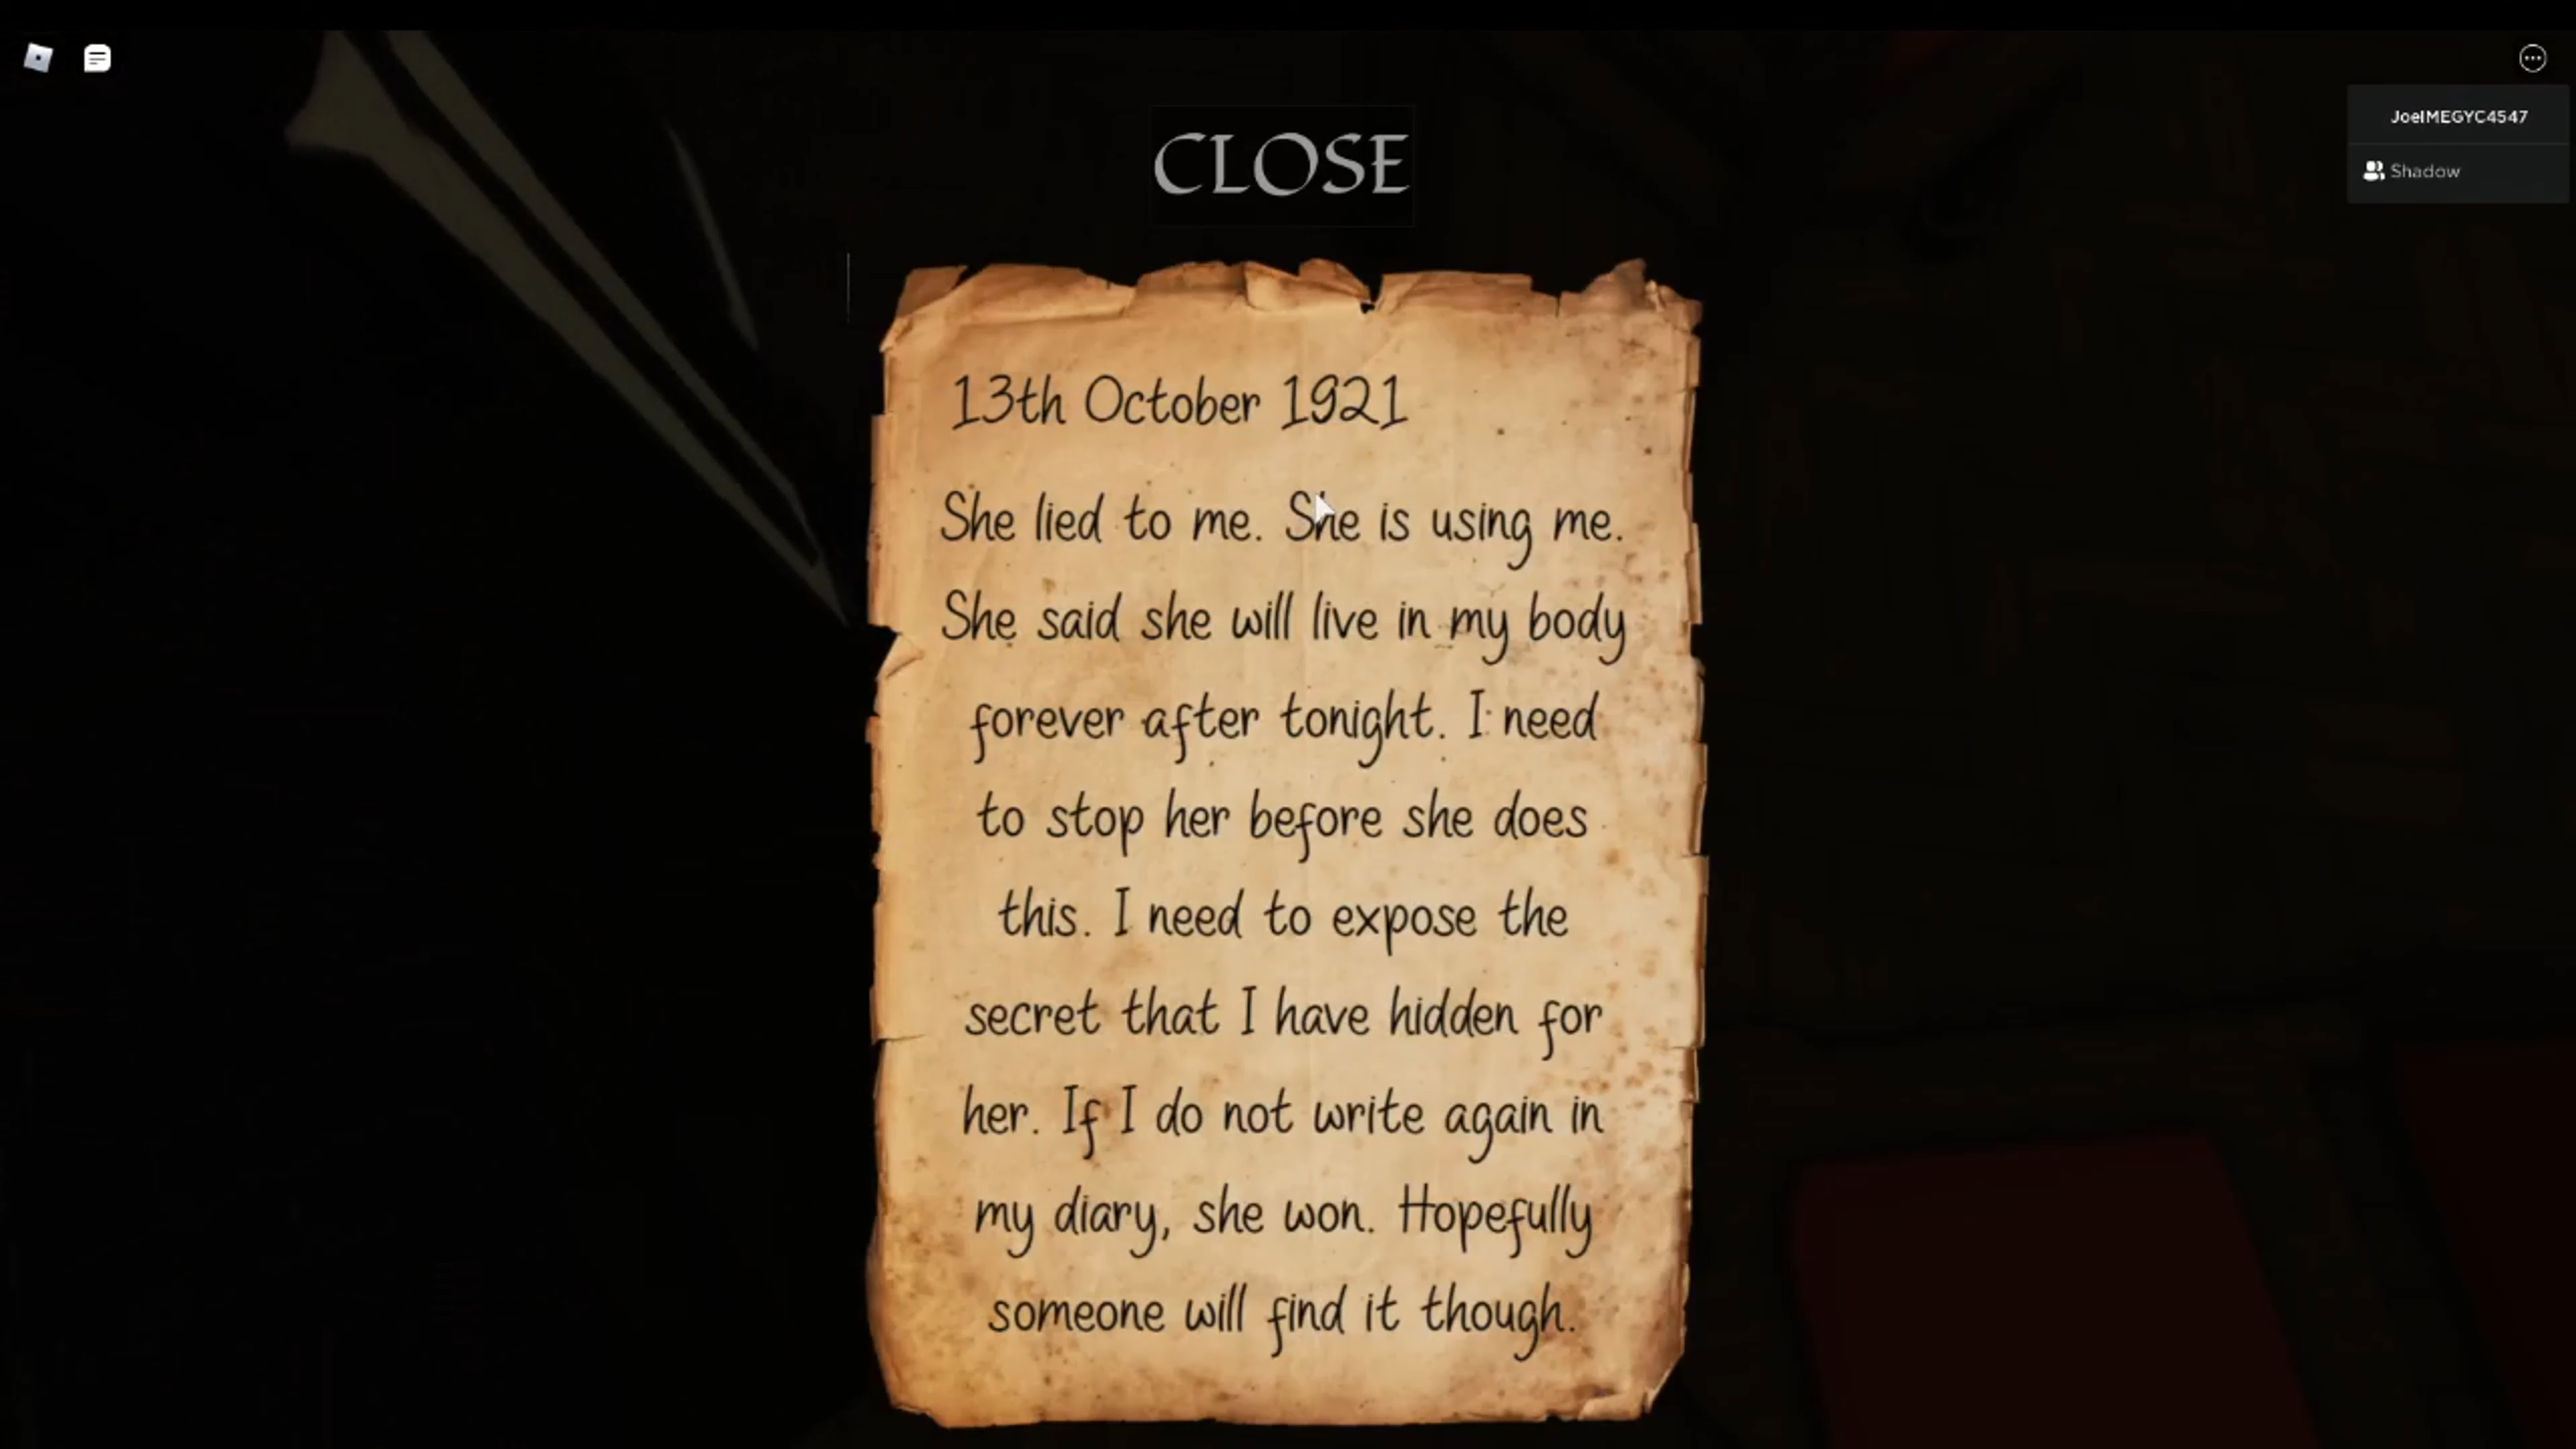 CLOSE
JoelMEGYC4547
Shadow
13th October 1921
She lied to me. She is using me.
She said she will live in my body
forever after tonight. I need
to stop her before she does
this. I need to expose the
secret that I have hidden for
her. If I do not write again in
my diary, she won. Hopefully
someone will find it though.